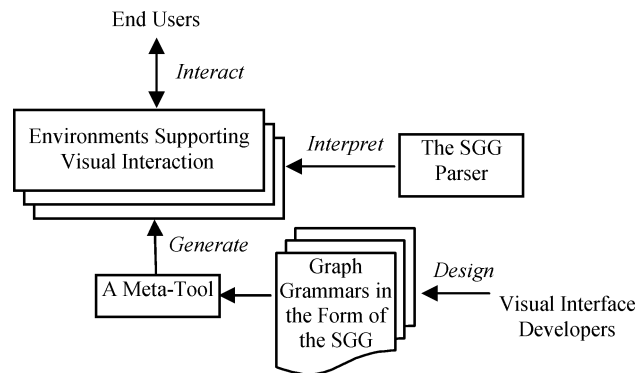 End Users
Interact
Environments Supporting
Visual Interaction
Interpret
The SGG
Parser
Generate
A Meta-Tool
Graph
Grammars in
the Form of
the SGG
Design
Visual Interface
Developers